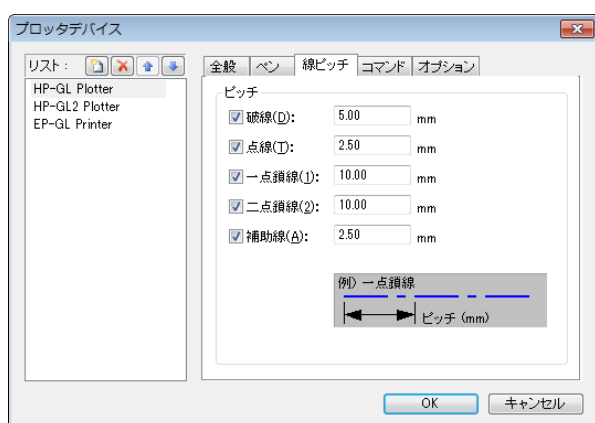 プロッタデバイス
リスト:
HP-GL Plotter
HP-GL2 Plotter
EP-GL Printer
全般 ペン 線ピッチ コマンド オプション
ピッチ
破線(D): 5.00 mm
点線(T): 2.50 mm
一点鎖線(1): 10.00 mm
二点鎖線(2): 10.00 mm
補助線(A): 2.50 mm
例) 一点鎖線
ピッチ (mm)
OK キャンセル